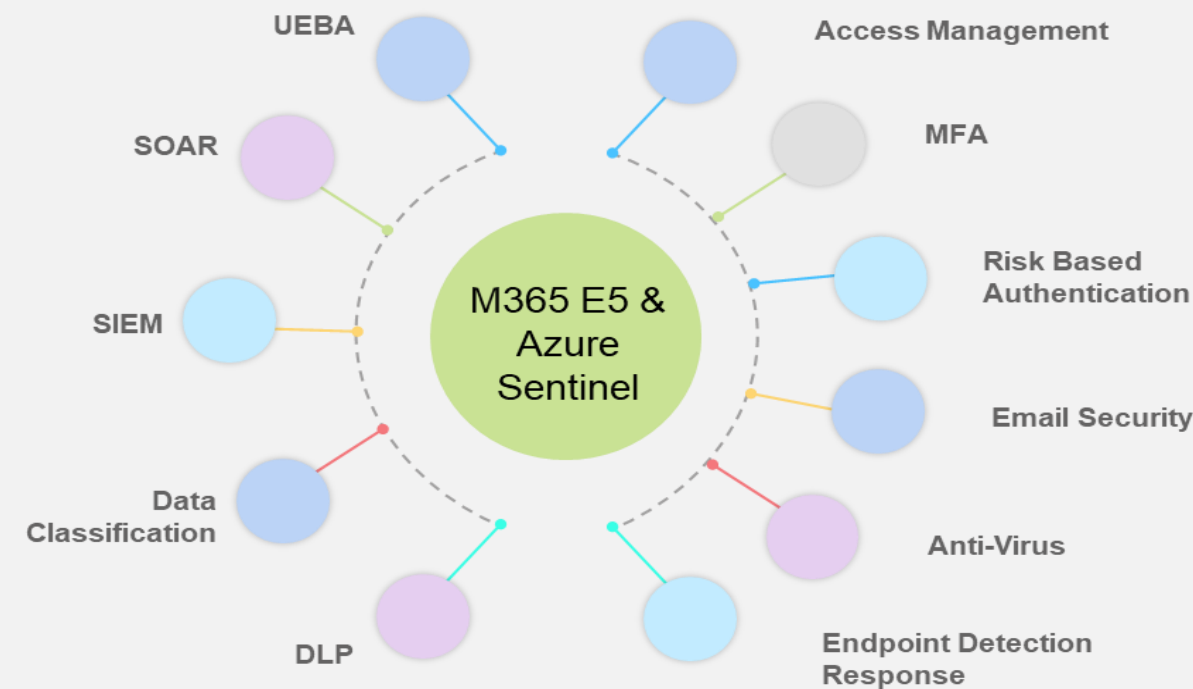 UEBA
Access Management
SOAR
MFA
M365 E5 &
Azure
Sentinel
Risk Based
Authentication
SIEM
Email Security
Data
Classification
Anti-Virus
DLP
Endpoint Detection
Response